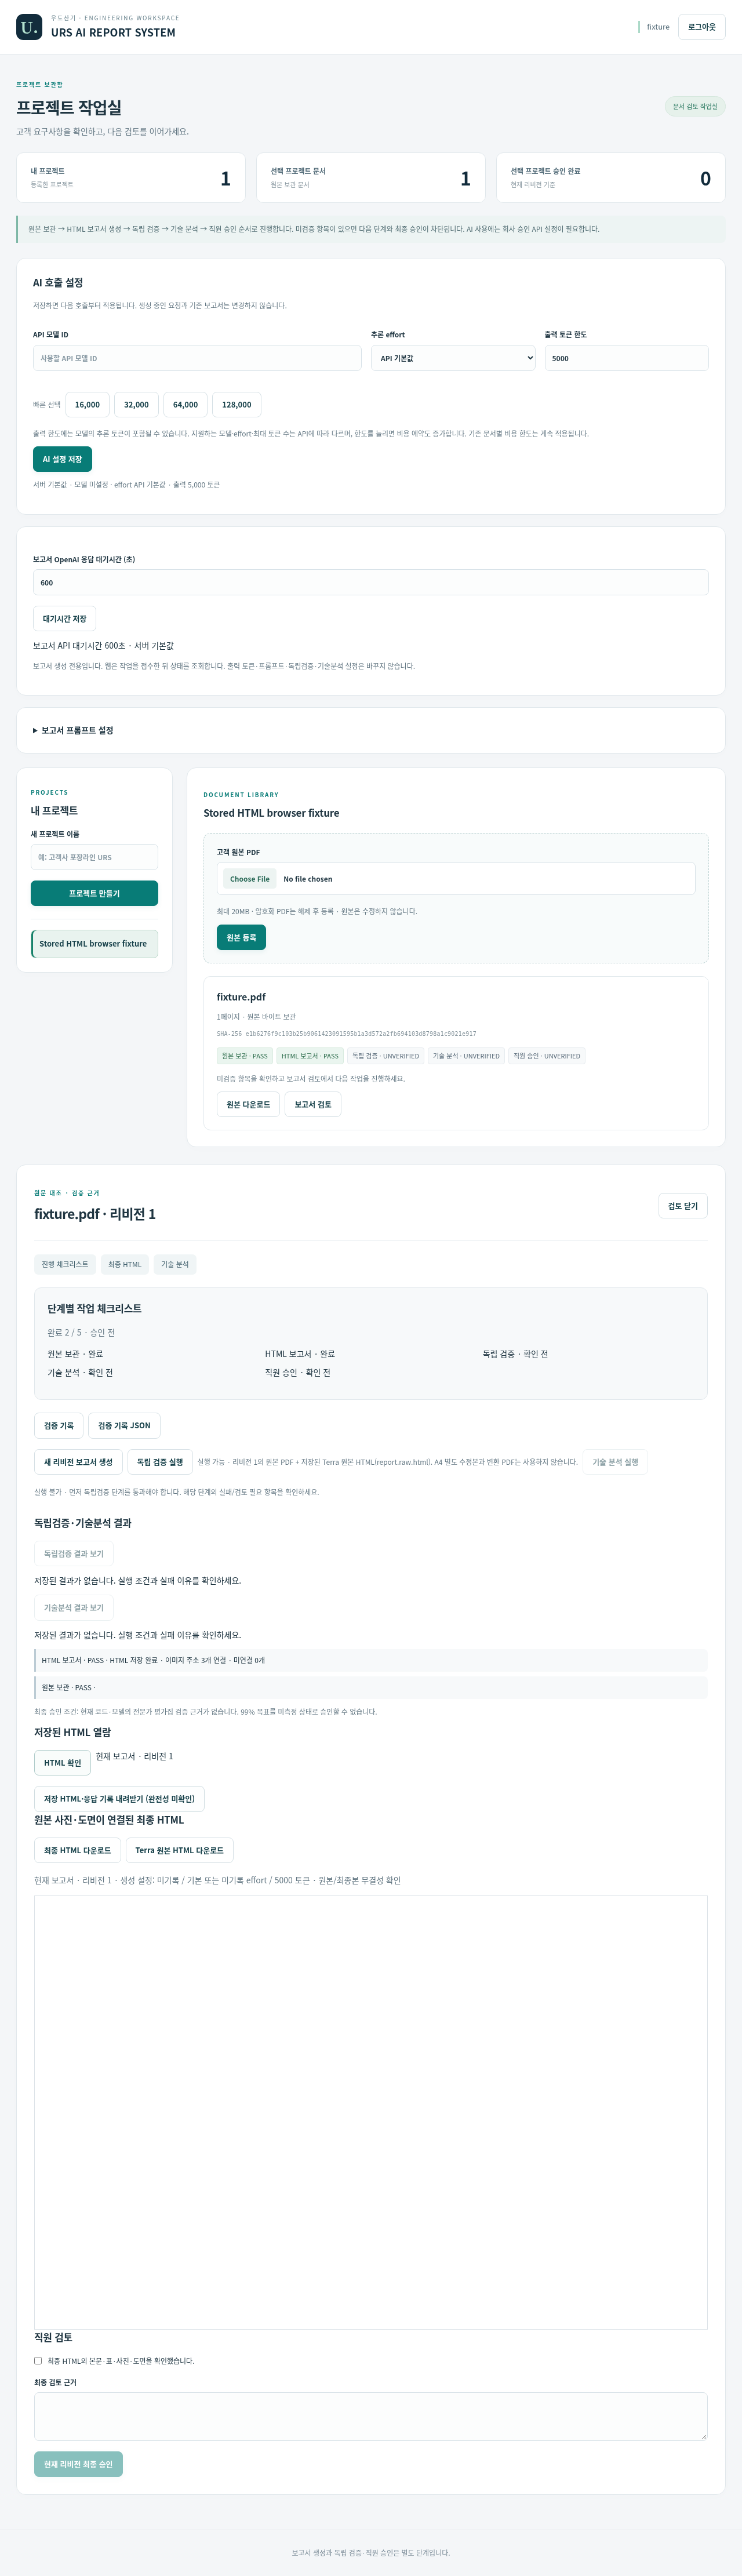 U.
우도선기 · ENGINEERING WORKSPACE
URS AI REPORT SYSTEM
fixture
로그아웃
프로젝트 보관함
프로젝트 작업실
문서 검토 작업실
고객 요구사항을 확인하고, 다음 검토를 이어가세요.
내 프로젝트
등록한 프로젝트
1
선택 프로젝트 문서
원본 보관 문서
1
선택 프로젝트 승인 완료
현재 리비전 기준
0
원본 보관 → HTML 보고서 생성 → 독립 검증 → 기술 분석 → 직원 승인 순서로 진행합니다. 미검증 항목이 있으면 다음 단계와 최종 승인이 차단됩니다. AI 사용에는 회사 승인 API 설정이 필요합니다.
AI 호출 설정
저장하면 다음 호출부터 적용됩니다. 생성 중인 요청과 기존 보고서는 변경하지 않습니다.
API 모델 ID
추론 effort
출력 토큰 한도
사용할 API 모델 ID
API 기본값
5000
빠른 선택
16,000
32,000
64,000
128,000
출력 한도에는 모델의 추론 토큰이 포함될 수 있습니다. 지원하는 모델·effort·최대 토큰 수는 API에 따라 다르며, 한도를 늘리면 비용 예약도 증가합니다. 기존 문서별 비용 한도는 계속 적용됩니다.
AI 설정 저장
서버 기본값 · 모델 미설정 · effort API 기본값 · 출력 5,000 토큰
보고서 OpenAI 응답 대기시간 (초)
600
대기시간 저장
보고서 API 대기시간 600초 · 서버 기본값
보고서 생성 전용입니다. 웹은 작업을 접수한 뒤 상태를 조회합니다. 출력 토큰·프롬프트·독립검증·기술분석 설정은 바꾸지 않습니다.
▶ 보고서 프롬프트 설정
PROJECTS
내 프로젝트
새 프로젝트 이름
예: 고객사 포장라인 URS
프로젝트 만들기
Stored HTML browser fixture
DOCUMENT LIBRARY
Stored HTML browser fixture
고객 원본 PDF
Choose File
No file chosen
최대 20MB · 암호화 PDF는 해제 후 등록 · 원본은 수정하지 않습니다.
원본 등록
fixture.pdf
1페이지 · 원본 바이트 보관
SHA-256 e1b6276f9c103b25b9061423091595b1a3d572a2fb694103d8798a1c9021e917
원본 보관 · PASS
HTML 보고서 · PASS
독립 검증 · UNVERIFIED
기술 분석 · UNVERIFIED
직원 승인 · UNVERIFIED
미검증 항목을 확인하고 보고서 검토에서 다음 작업을 진행하세요.
원본 다운로드
보고서 검토
원문 대조 · 검증 근거
fixture.pdf · 리비전 1
검토 닫기
진행 체크리스트
최종 HTML
기술 분석
단계별 작업 체크리스트
완료 2 / 5 · 승인 전
원본 보관 · 완료
HTML 보고서 · 완료
독립 검증 · 확인 전
기술 분석 · 확인 전
직원 승인 · 확인 전
검증 기록
검증 기록 JSON
새 리비전 보고서 생성
독립 검증 실행
실행 가능 · 리비전 1의 원본 PDF + 저장된 Terra 원본 HTML(report.raw.html). A4 별도 수정본과 변환 PDF는 사용하지 않습니다.
기술 분석 실행
실행 불가 · 먼저 독립검증 단계를 통과해야 합니다. 해당 단계의 실패/검토 필요 항목을 확인하세요.
독립검증·기술분석 결과
독립검증 결과 보기
저장된 결과가 없습니다. 실행 조건과 실패 이유를 확인하세요.
기술분석 결과 보기
저장된 결과가 없습니다. 실행 조건과 실패 이유를 확인하세요.
HTML 보고서 · PASS · HTML 저장 완료 · 이미지 주소 3개 연결 · 미연결 0개
원본 보관 · PASS ·
최종 승인 조건: 현재 코드·모델의 전문가 평가집 검증 근거가 없습니다. 99% 목표를 미측정 상태로 승인할 수 없습니다.
저장된 HTML 열람
HTML 확인
현재 보고서 · 리비전 1
저장 HTML·응답 기록 내려받기 (완전성 미확인)
원본 사진·도면이 연결된 최종 HTML
최종 HTML 다운로드
Terra 원본 HTML 다운로드
현재 보고서 · 리비전 1 · 생성 설정: 미기록 / 기본 또는 미기록 effort / 5000 토큰 · 원본/최종본 무결성 확인
직원 검토
최종 HTML의 본문·표·사진·도면을 확인했습니다.
최종 검토 근거
현재 리비전 최종 승인
보고서 생성과 독립 검증·직원 승인은 별도 단계입니다.